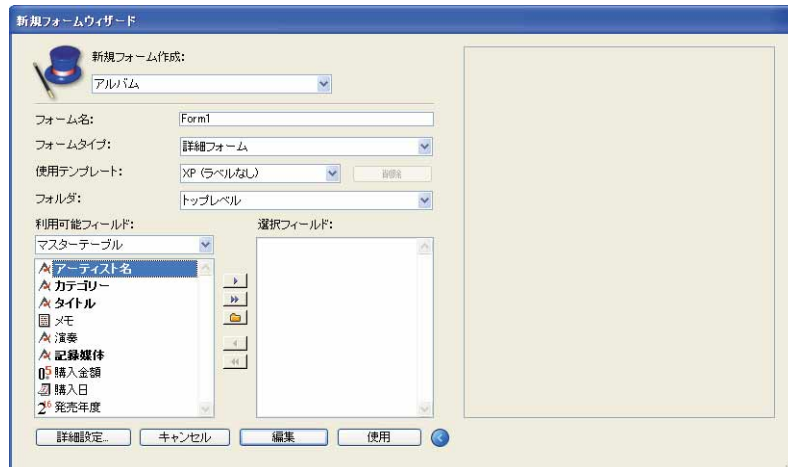 新規フォームウィザード
新規フォーム作成:
アルバム
フォーム名: Form1
フォームタイプ: 詳細フォーム
使用テンプレート: XP (ラベルなし) 削除
フォルダ: トップレベル
利用可能フィールド: 選択フィールド:
マスターテーブル
アーティスト名
カテゴリー
タイトル
メモ
演奏
記録媒体
購入金額
購入日
発売年度
詳細設定... キャンセル 編集 使用